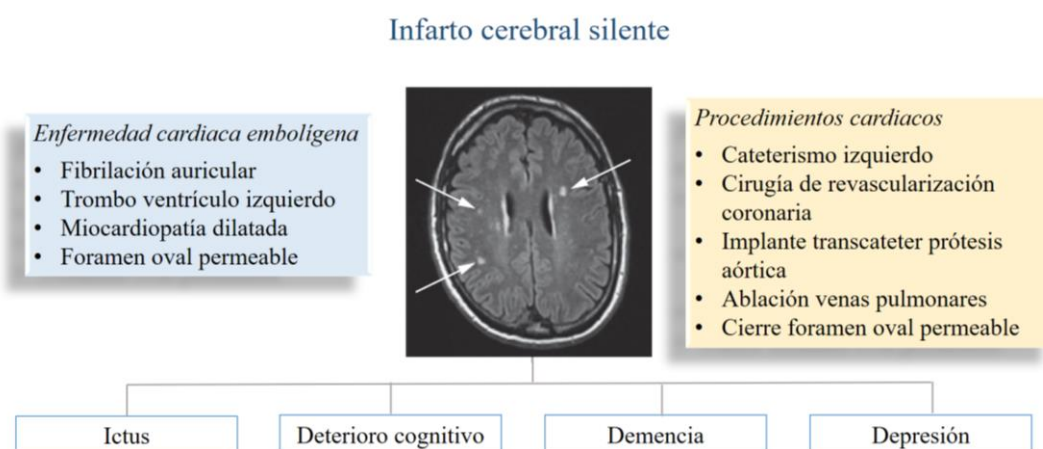 Infarto cerebral silente
Enfermedad cardiaca embolígena
• Fibrilación auricular
• Trombo ventrículo izquierdo
• Miocardiopatía dilatada
• Foramen oval permeable
Procedimientos cardiacos
• Cateterismo izquierdo
• Cirugía de revascularización
coronaria
• Implante transcateter prótesis
aórtica
• Ablación venas pulmonares
• Cierre foramen oval permeable
Ictus
Deterioro cognitivo
Demencia
Depresión